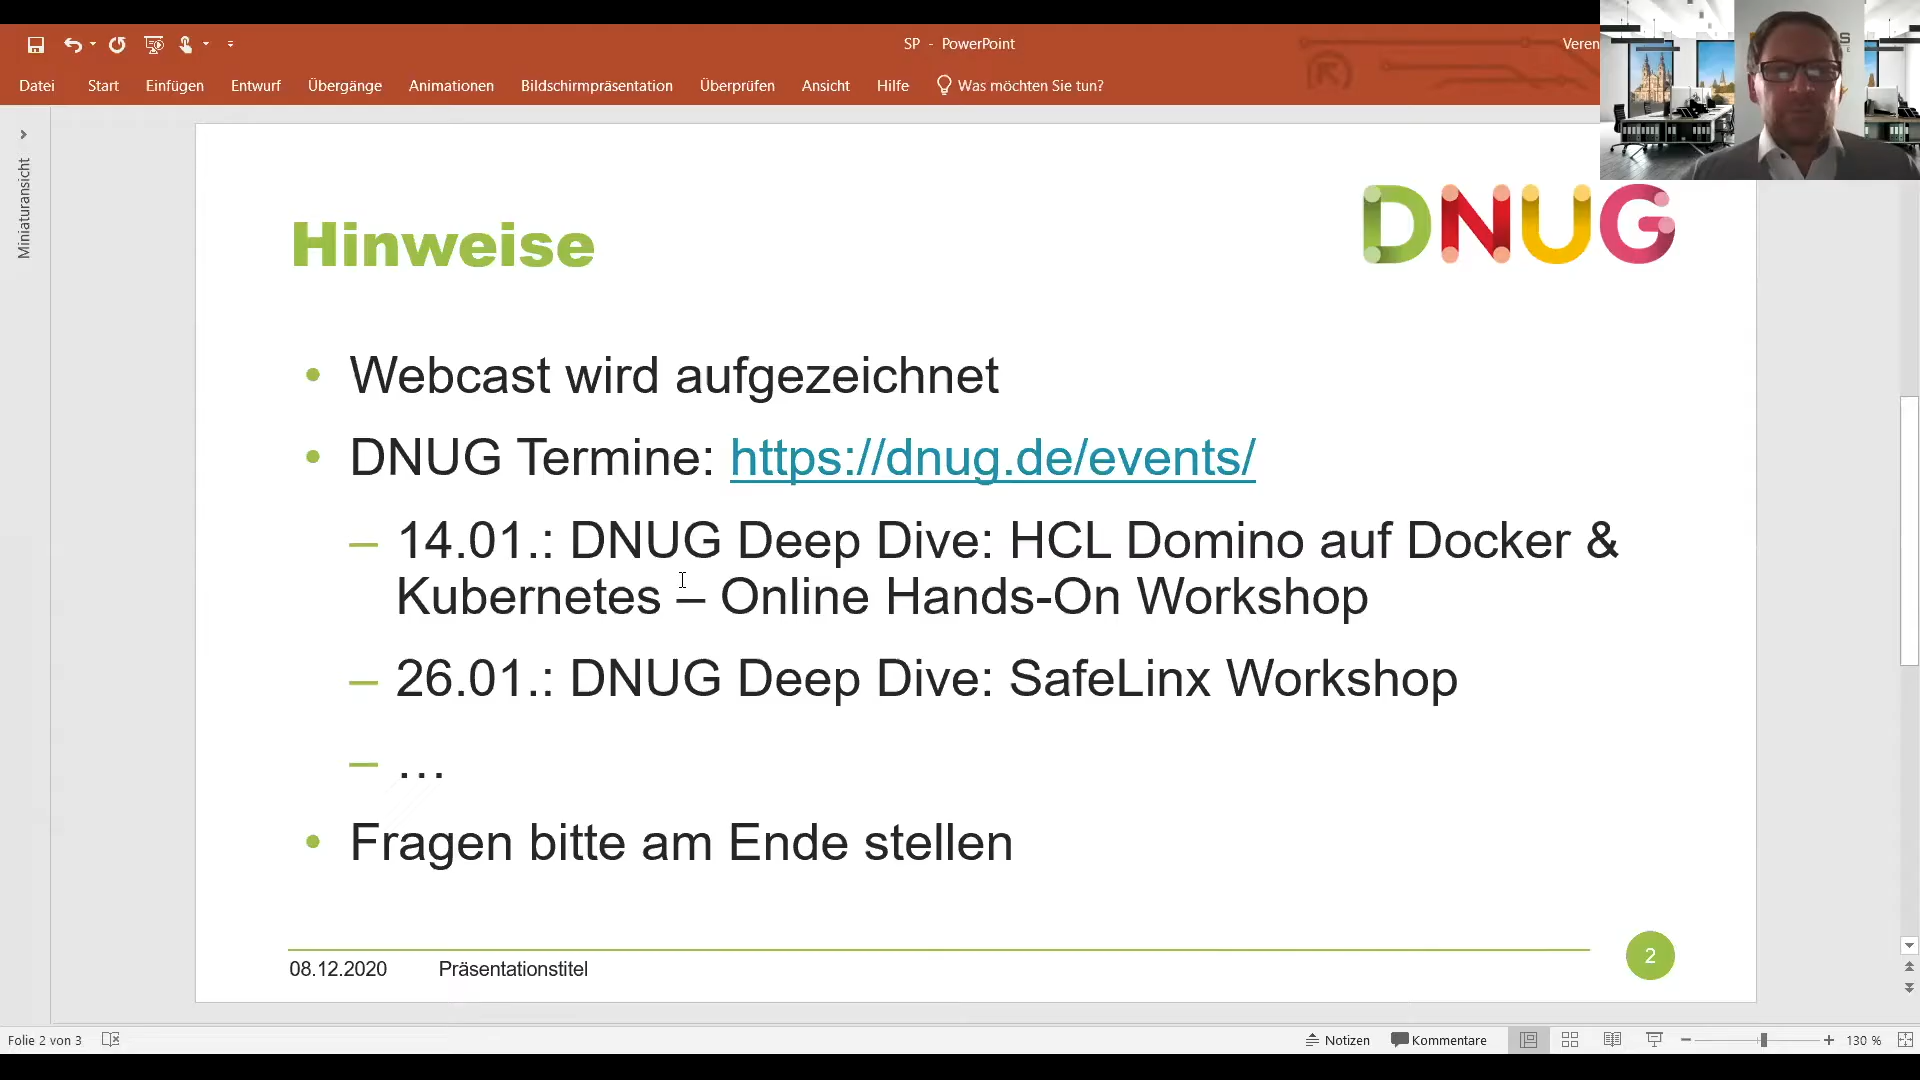 SP - PowerPoint
Veren
Datei Start Einfügen Entwurf Übergänge Animationen Bildschirmpräsentation Überprüfen Ansicht Hilfe Was möchten Sie tun?
Miniaturansicht
DNUG
Hinweise
• Webcast wird aufgezeichnet
• DNUG Termine: https://dnug.de/events/
– 14.01.: DNUG Deep Dive: HCL Domino auf Docker &
Kubernetes – Online Hands-On Workshop
– 26.01.: DNUG Deep Dive: SafeLinx Workshop
– …
• Fragen bitte am Ende stellen
08.12.2020 Präsentationstitel
2
Folie 2 von 3
Notizen Kommentare
130 %